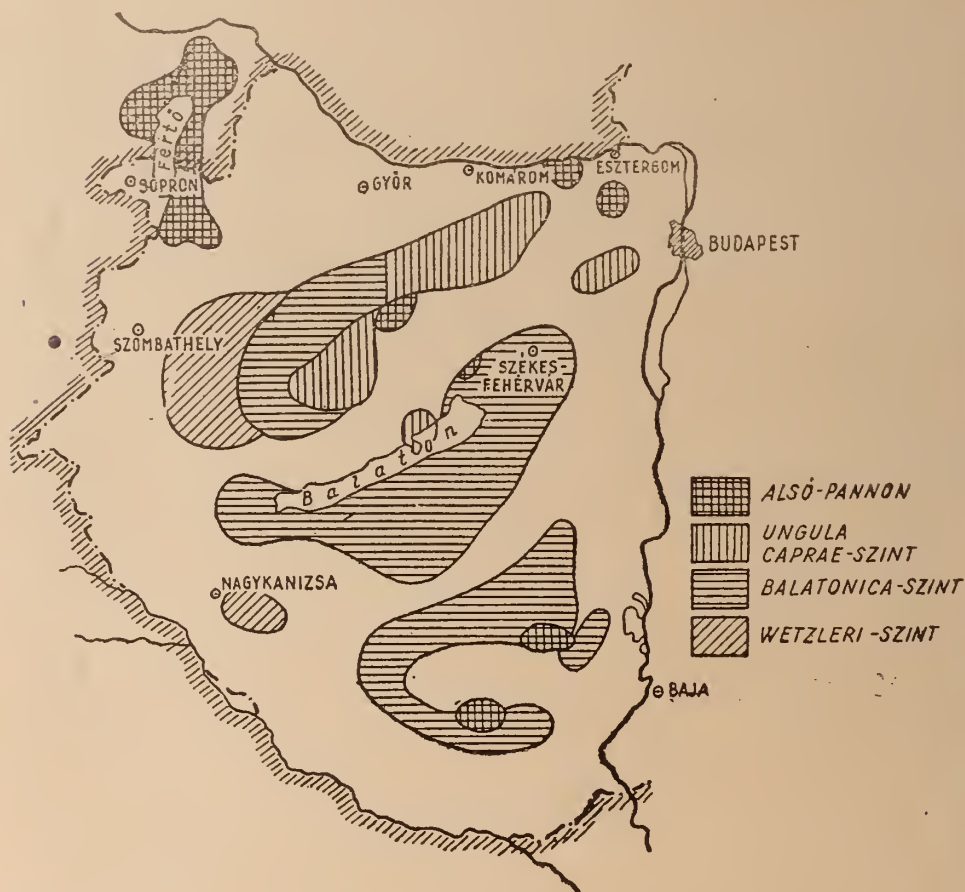 Fertő
SOPRON
GYŐR
KOMÁROM
ESZTERGOM
BUDAPEST
SZOMBATHELY
SZÉKES-
FEHÉRVÁR
Balaton
ALSÓ-PANNON
UNGULA
CAPRAE-SZINT
BALATONICA-SZINT
NAGYKANIZSA
WETZLERI-SZINT
BAJA